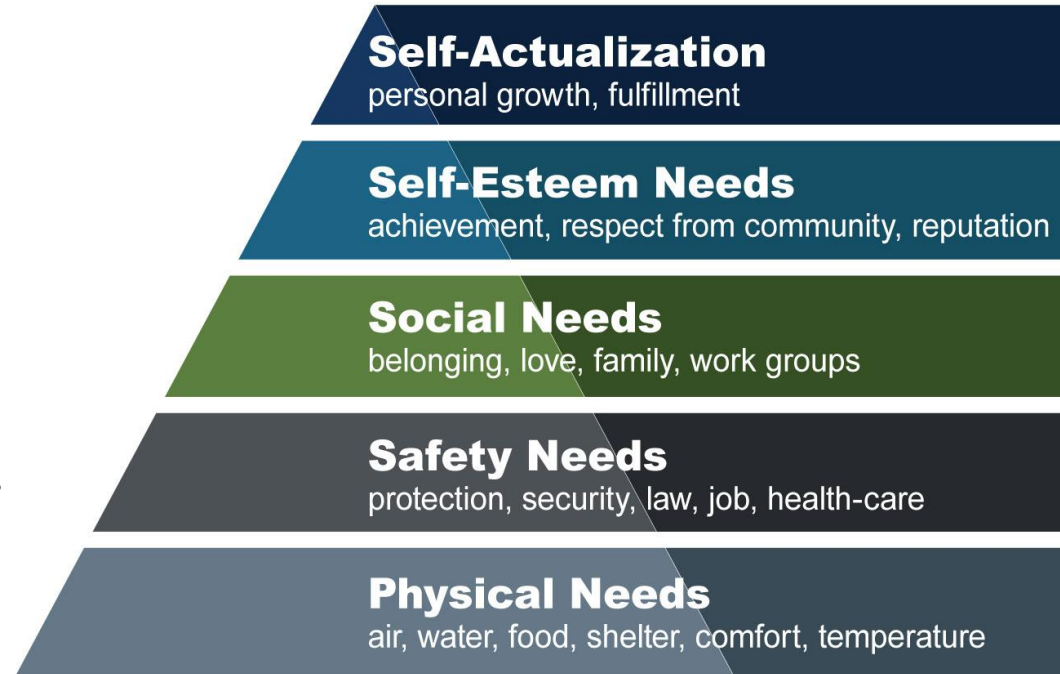 Self-Actualization
personal growth, fulfillment
Self-Esteem Needs
achievement, respect from community, reputation
Social Needs
belonging, love, family, work groups
Safety Needs
protection, security, law, job, health-care
Physical Needs
air, water, food, shelter, comfort, temperature